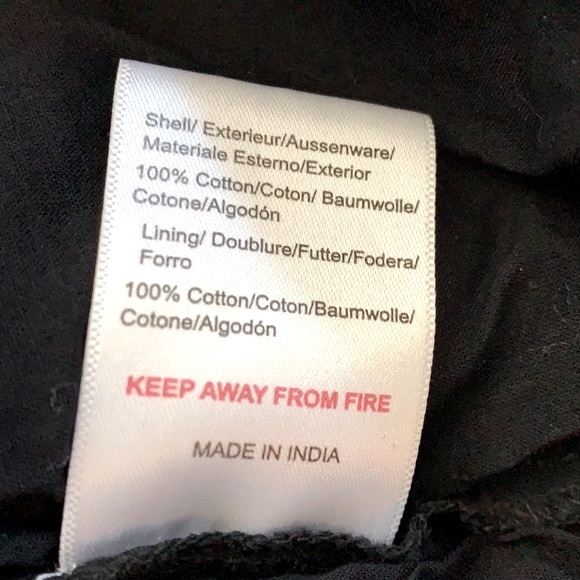 Shell/ Exterieur/Aussenware/
Materiale Esterno/Exterior
100% Cotton/Coton/ Baumwolle/
Cotone/Algodón
Lining/ Doublure/Futter/Fodera/
Forro
100% Cotton/Coton/Baumwolle/
Cotone/Algodón
KEEP AWAY FROM FIRE
MADE IN INDIA